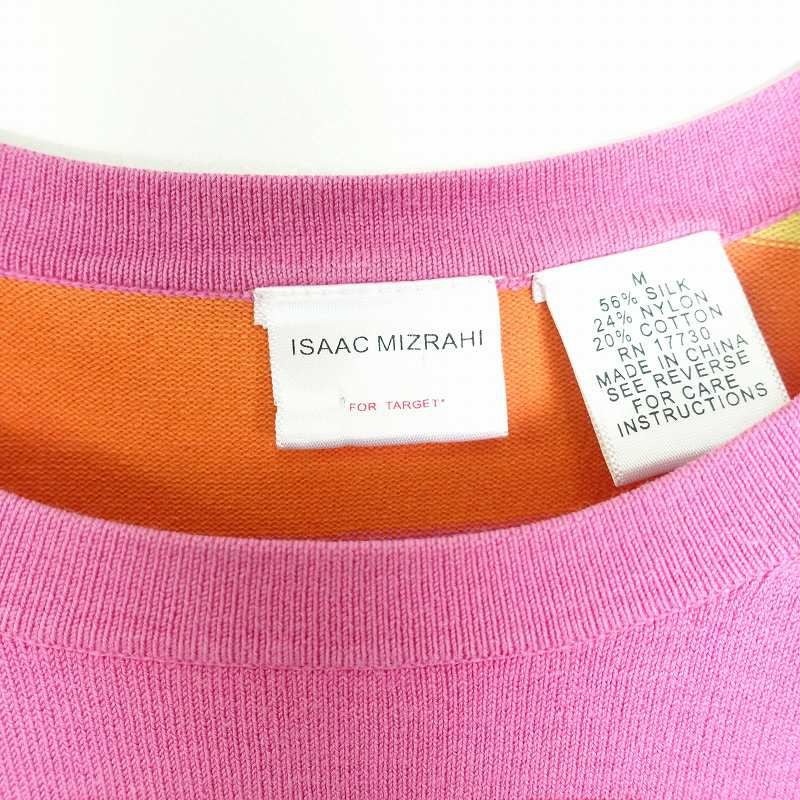 ISAAC MIZRAHI
"FOR TARGET"
M
56% SILK
24% NYLON
20% COTTON
RN 17730
MADE IN CHINA
SEE REVERSE
FOR CARE
INSTRUCTIONS